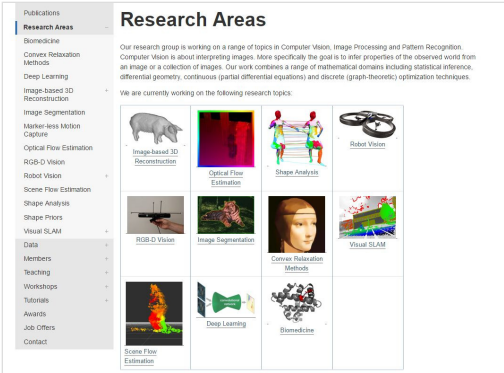 Publications
Research Areas
Biomedicine
Convex Relaxation
Methods
Deep Learning
Image-based 3D
Reconstruction
Image Segmentation
Marker-less Motion
Capture
Optical Flow Estimation
RGB-D Vision
Robot Vision
Scene Flow Estimation
Shape Analysis
Shape Priors
Visual SLAM
Data
Members
Teaching
Workshops
Tutorials
Awards
Job Offers
Contact
Research Areas
Our research group is working on a range of topics in Computer Vision, Image Processing and Pattern Recognition.
Computer Vision is about interpreting images. More specifically the goal is to infer properties of the observed world from
an image or a collection of images. Our work combines a range of mathematical domains including statistical inference,
differential geometry, continuous (partial differential equations) and discrete (graph-theoretic) optimization techniques.
We are currently working on the following research topics:
Image-based 3D
Reconstruction
Optical Flow
Estimation
Shape Analysis
Robot Vision
RGB-D Vision
Image Segmentation
Convex Relaxation
Methods
Visual SLAM
Scene Flow
Estimation
Deep Learning
Biomedicine